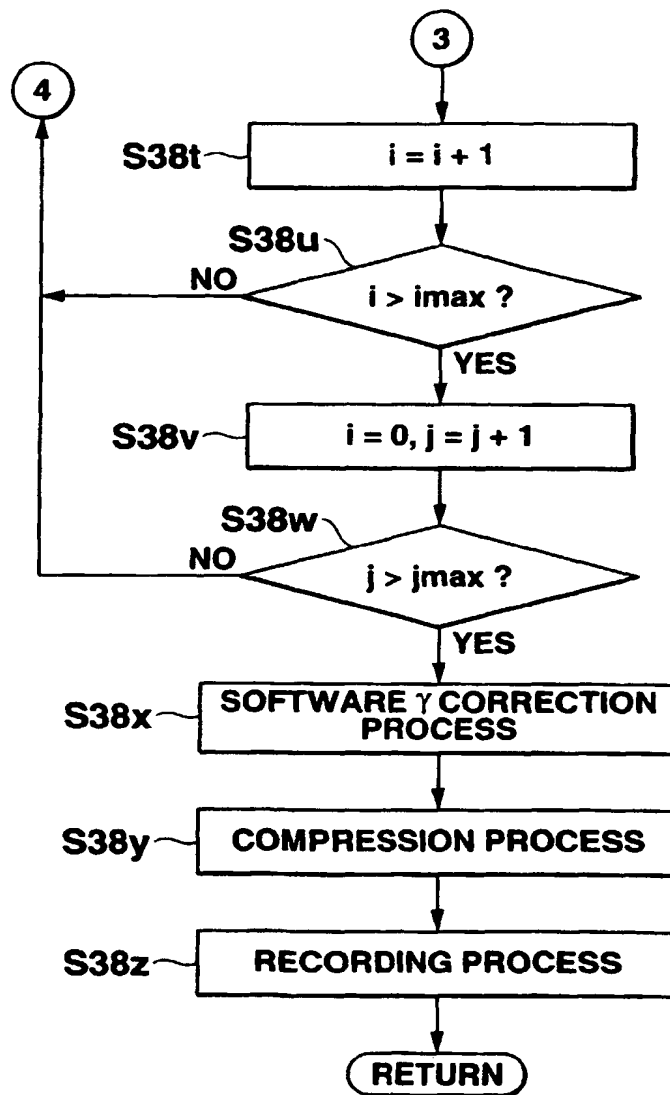 3
4
S38t
i = i + 1
S38u
NO
i > imax ?
YES
S38v
i = 0, j = j + 1
S38w
NO
j > jmax ?
YES
S38x
SOFTWARE γ CORRECTION
PROCESS
S38y
COMPRESSION PROCESS
S38z
RECORDING PROCESS
RETURN